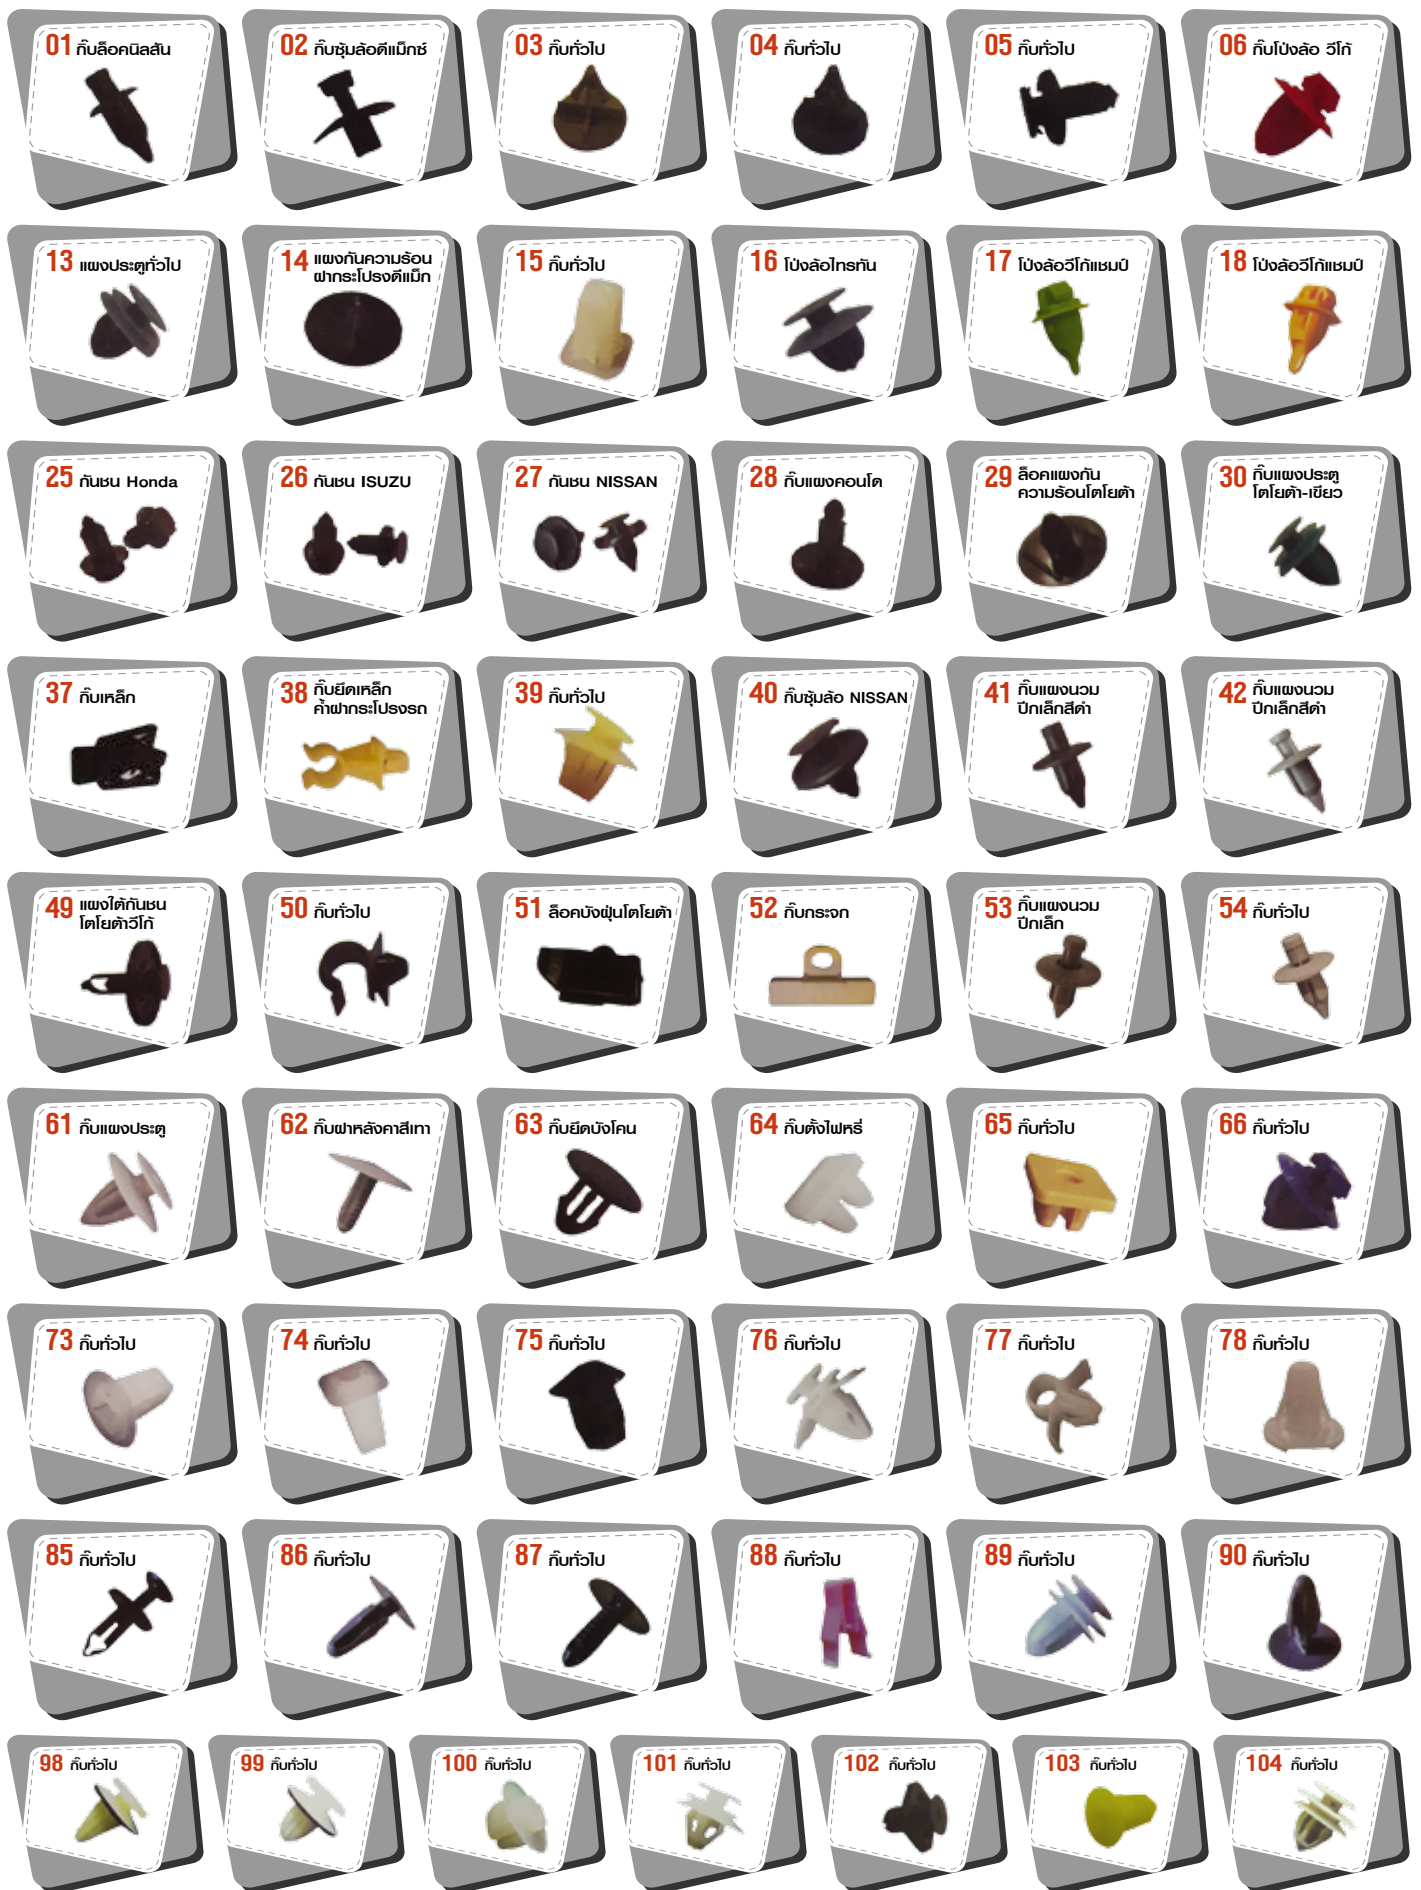 01 กิ๊บล็อคนิสสัน
02 กิ๊บซุ้มล้อดีแม็กซ์
03 กิ๊บทั่วไป
04 กิ๊บทั่วไป
05 กิ๊บทั่วไป
06 กิ๊บโป่งล้อ วีโก้
13 แผงประตูทั่วไป
14 แผงกันความร้อน
ฝากระโปรงดีแม็ก
15 กิ๊บทั่วไป
16 โป่งล้อไทรทัน
17 โป่งล้อวีโก้แชมป์
18 โป่งล้อวีโก้แชมป์
25 กันชน Honda
26 กันชน ISUZU
27 กันชน NISSAN
28 กิ๊บแผงคอนโด
29 ล็อคแผงกัน
ความร้อนโตโยต้า
30 กิ๊บแผงประตู
โตโยต้า-เขียว
37 กิ๊บเหล็ก
38 กิ๊บยึดเหล็ก
ค้ำฝากระโปรงรถ
39 กิ๊บทั่วไป
40 กิ๊บซุ้มล้อ NISSAN
41 กิ๊บแผงนวม
ปีกเล็กสีดำ
42 กิ๊บแผงนวม
ปีกเล็กสีดำ
49 แผงใต้กันชน
โตโยต้าวีโก้
50 กิ๊บทั่วไป
51 ล็อคบังฝุ่นโตโยต้า
52 กิ๊บกระจก
53 กิ๊บแผงนวม
ปีกเล็ก
54 กิ๊บทั่วไป
61 กิ๊บแผงประตู
62 กิ๊บฝาหลังคาสีเทา
63 กิ๊บยึดบังโคน
64 กิ๊บตั้งไฟหรี่
65 กิ๊บทั่วไป
66 กิ๊บทั่วไป
73 กิ๊บทั่วไป
74 กิ๊บทั่วไป
75 กิ๊บทั่วไป
76 กิ๊บทั่วไป
77 กิ๊บทั่วไป
78 กิ๊บทั่วไป
85 กิ๊บทั่วไป
86 กิ๊บทั่วไป
87 กิ๊บทั่วไป
88 กิ๊บทั่วไป
89 กิ๊บทั่วไป
90 กิ๊บทั่วไป
98 กิ๊บทั่วไป
99 กิ๊บทั่วไป
100 กิ๊บทั่วไป
101 กิ๊บทั่วไป
102 กิ๊บทั่วไป
103 กิ๊บทั่วไป
104 กิ๊บทั่วไป